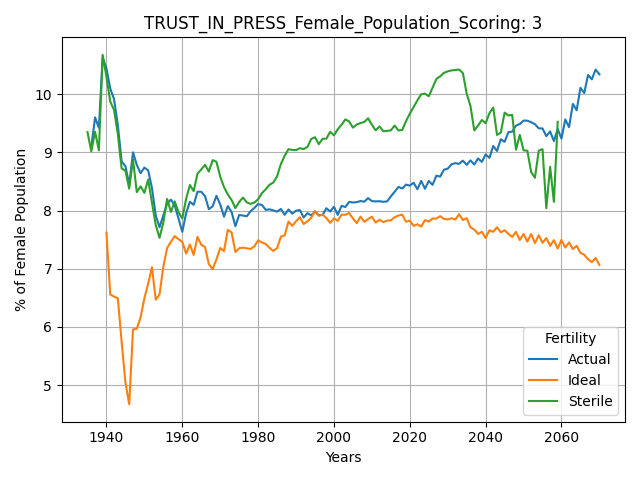 TRUST_IN_PRESS_Female_Population_Scoring: 3
% of Female Population
10
9
8
7
6
5
1940 1960 1980 2000 2020 2040 2060
Years
Fertility
Actual
Ideal
Sterile